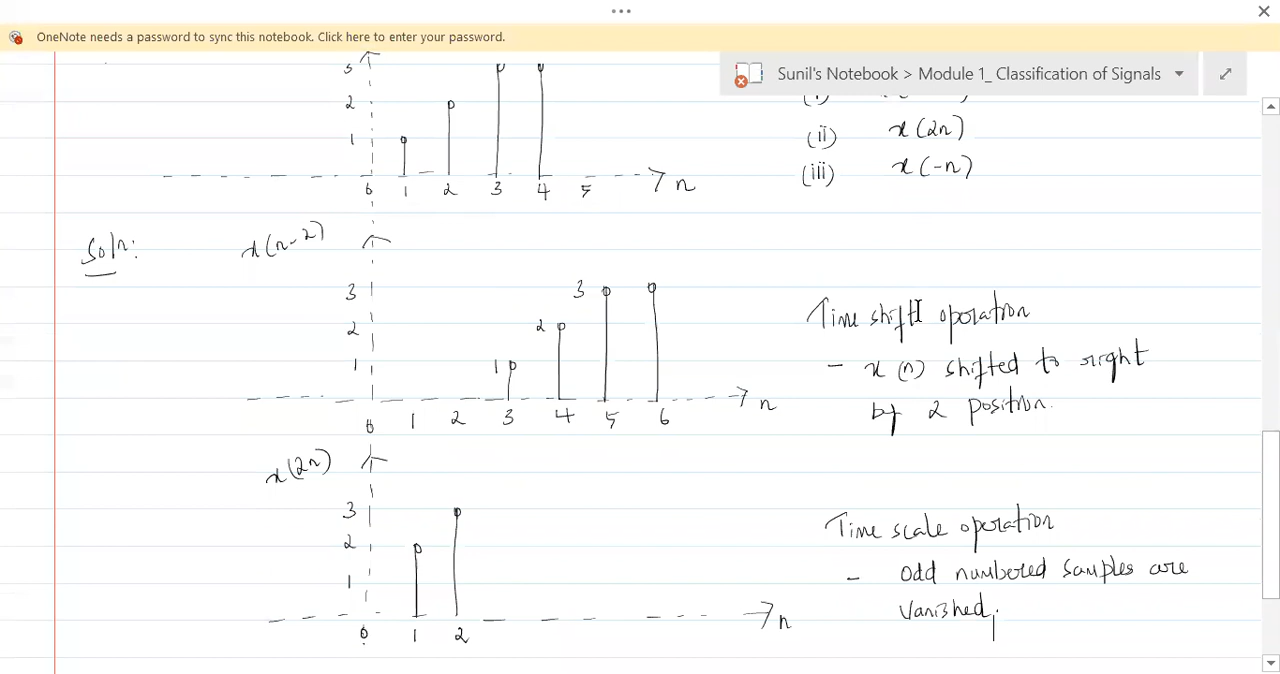 OneNote needs a password to sync this notebook. Click here to enter your password.
Sunil's Notebook > Module 1_ Classification of Signals
3
2
1
0 1 2 3 4 5 n
(i)
(ii) x(2n)
(iii) x(-n)
Soln:
x(n-2)
3
2
1
1 2 3
0 1 2 3 4 5 6 n
Time shift operation
- x(n) shifted to right
by 2 position.
x(2n)
3
2
1
0 1 2 n
Time scale operation
- Odd numbered samples are
vanished,